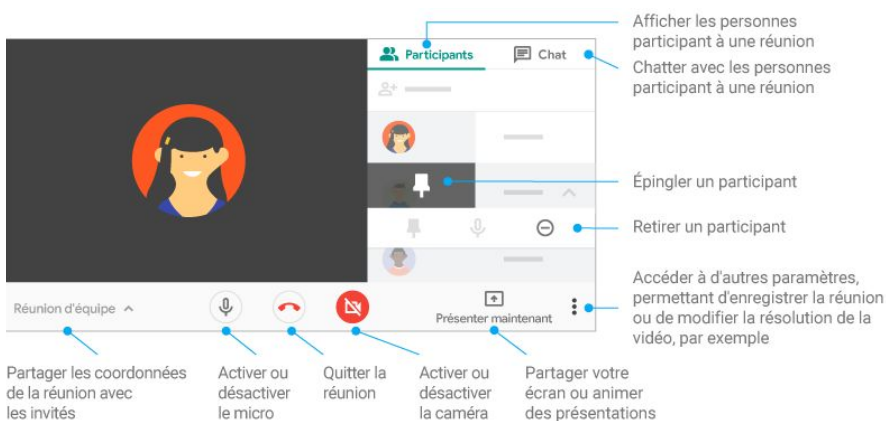 Afficher les personnes
participant à une réunion
Participants
Chat
Chatter avec les personnes
participant à une réunion
Épingler un participant
Retirer un participant
Accéder à d'autres paramètres,
permettant d'enregistrer la réunion
ou de modifier la résolution de la
vidéo, par exemple
Réunion d'équipe
Présenter maintenant
Partager les coordonnées
de la réunion avec
les invités
Activer ou
désactiver
le micro
Quitter la
réunion
Activer ou
désactiver
la caméra
Partager votre
écran ou animer
des présentations